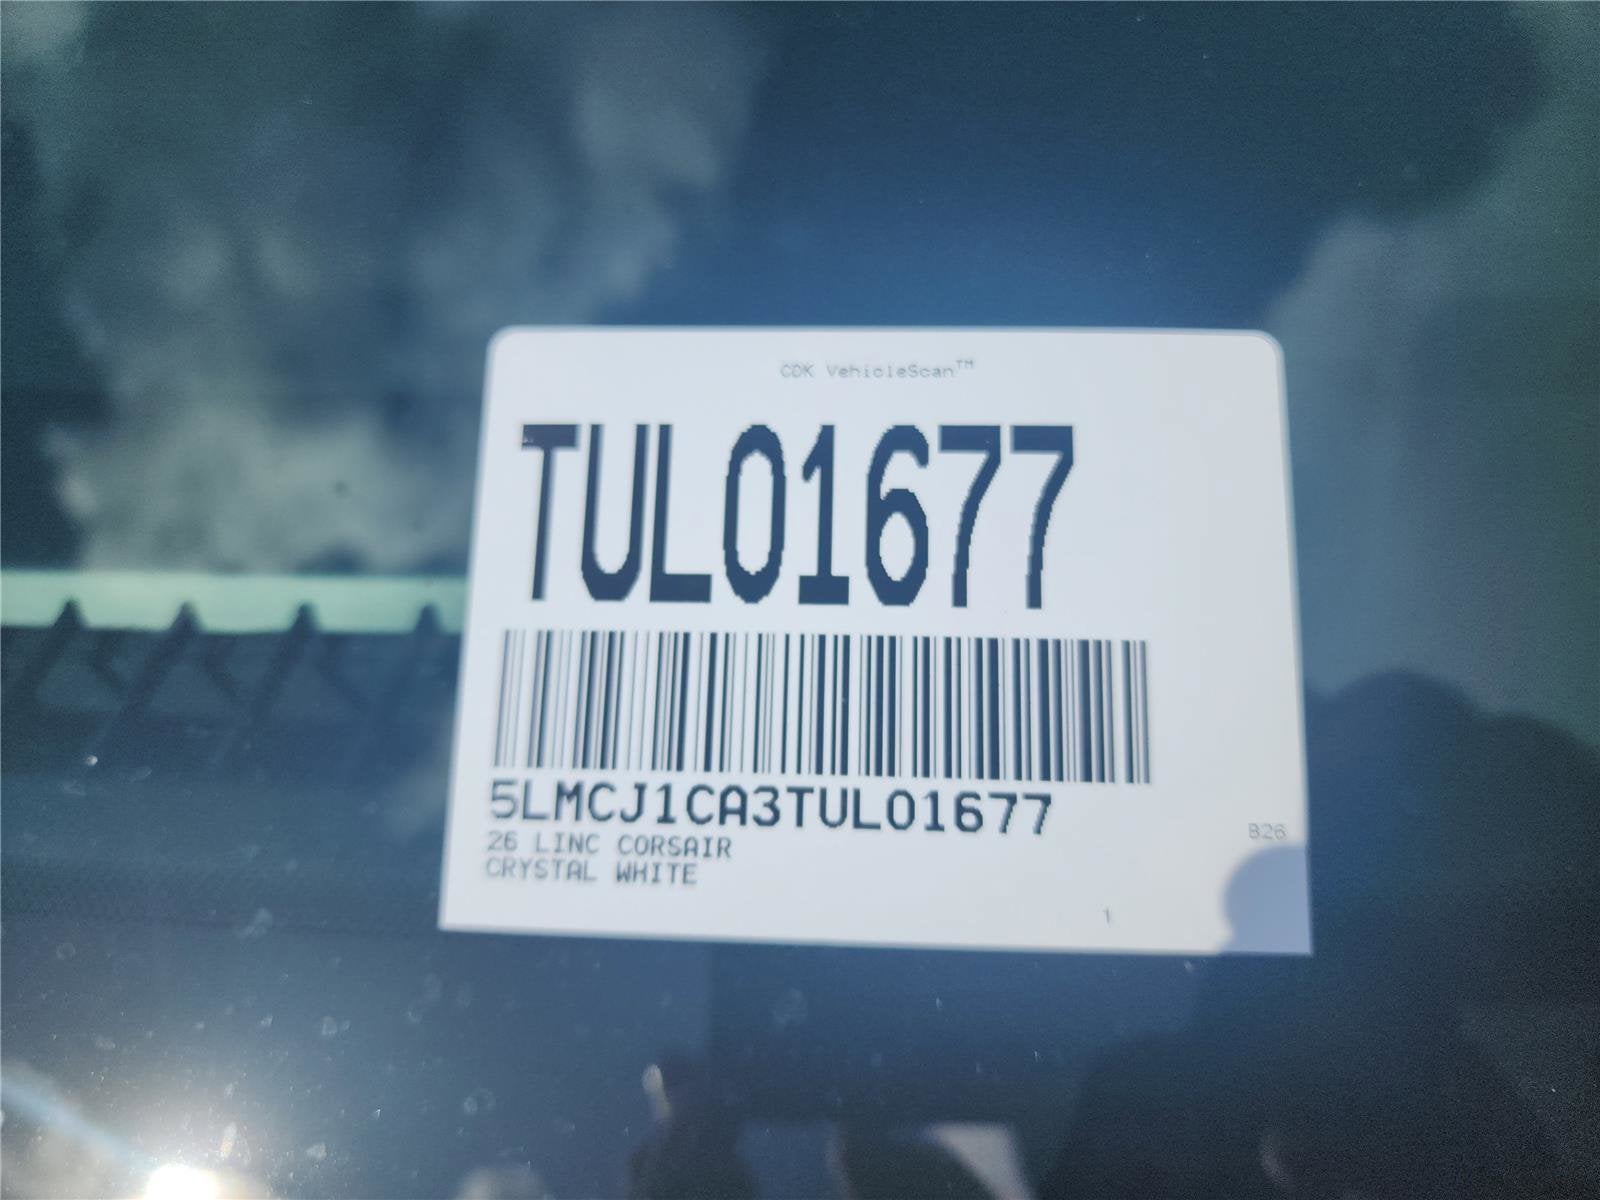 CDK VehicleScan™
TUL01677
5LMCJ1CA3TUL01677
26 LINC CORSAIR
CRYSTAL WHITE
B26
1